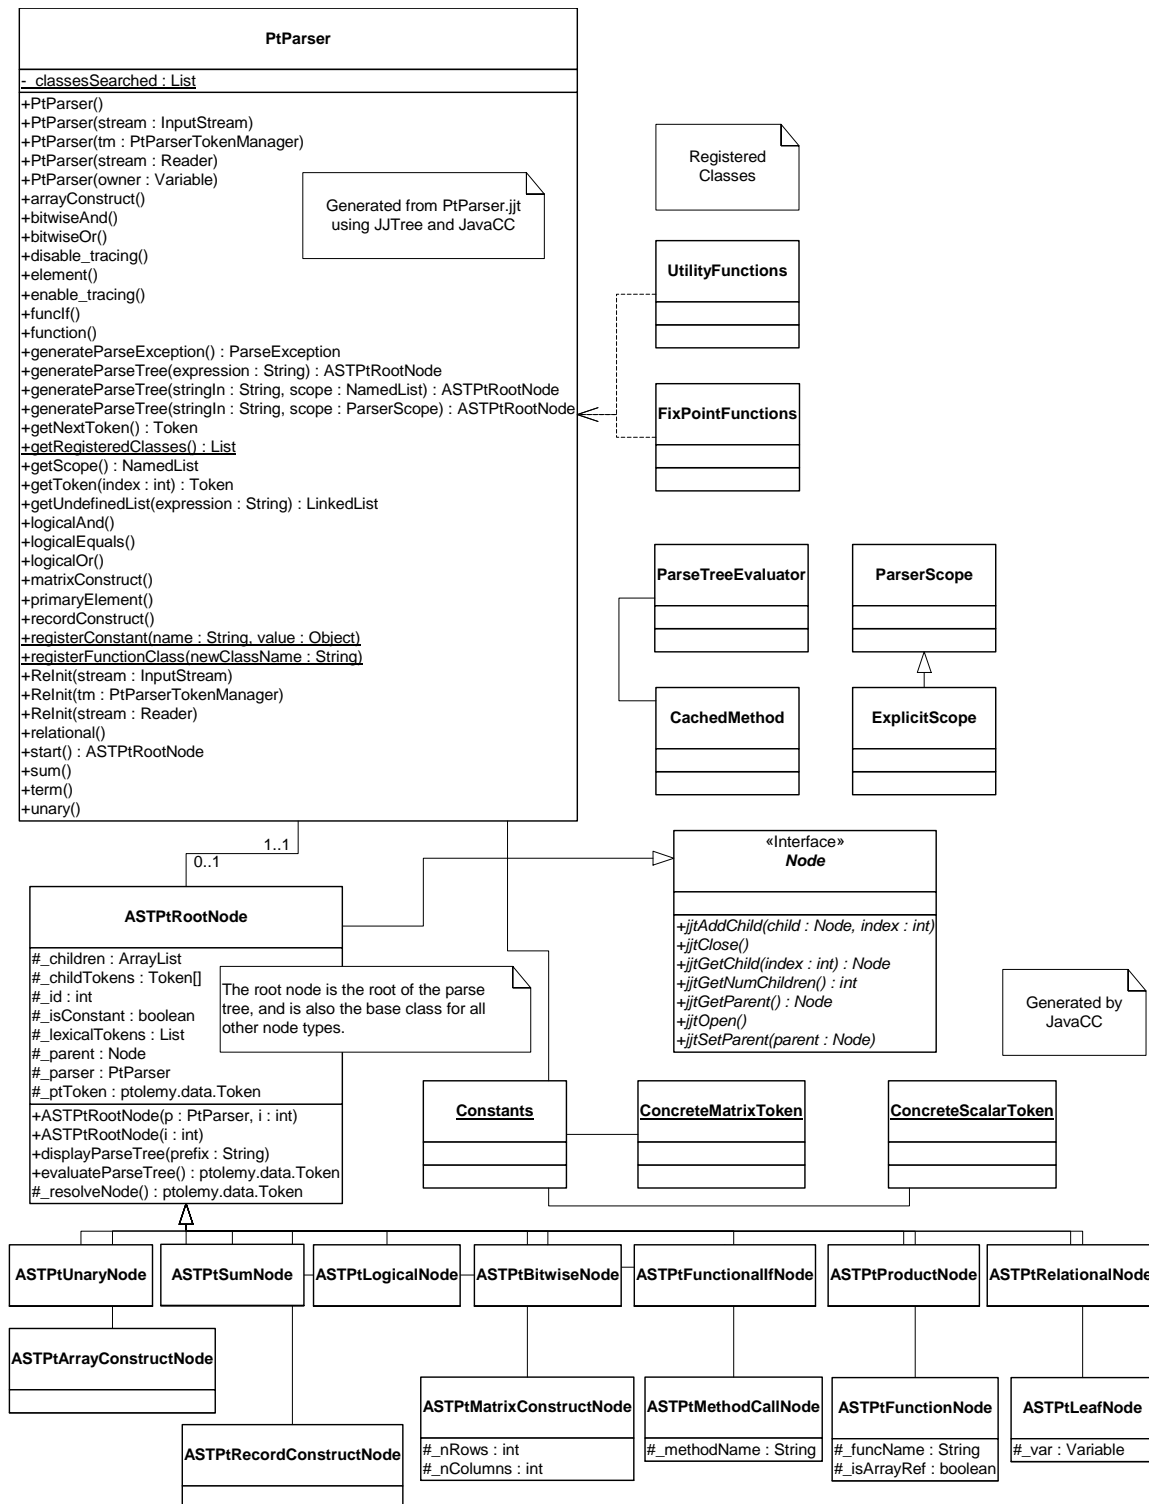 PtParser
- _classesSearched : List
+PtParser()
+PtParser(stream : InputStream)
+PtParser(tm : PtParserTokenManager)
+PtParser(stream : Reader)
+PtParser(owner : Variable)
+arrayConstruct()
+bitwiseAnd()
+bitwiseOr()
+disable_tracing()
+element()
+enable_tracing()
+funcIf()
+function()
+generateParseException() : ParseException
+generateParseTree(expression : String) : ASTPtRootNode
+generateParseTree(stringIn : String, scope : NamedList) : ASTPtRootNode
+generateParseTree(stringIn : String, scope : ParserScope) : ASTPtRootNode
+getNextToken() : Token
+getRegisteredClasses() : List
+getScope() : NamedList
+getToken(index : int) : Token
+getUndefinedList(expression : String) : LinkedList
+logicalAnd()
+logicalEquals()
+logicalOr()
+matrixConstruct()
+primaryElement()
+recordConstruct()
+registerConstant(name : String, value : Object)
+registerFunctionClass(newClassName : String)
+ReInit(stream : InputStream)
+ReInit(tm : PtParserTokenManager)
+ReInit(stream : Reader)
+relational()
+start() : ASTPtRootNode
+sum()
+term()
+unary()
Generated from PtParser.jjt
using JJTree and JavaCC
Registered
Classes
UtilityFunctions
FixPointFunctions
ParseTreeEvaluator
ParserScope
CachedMethod
ExplicitScope
1..1
0..1
«Interface»
Node
+jjtAddChild(child : Node, index : int)
+jjtClose()
+jjtGetChild(index : int) : Node
+jjtGetNumChildren() : int
+jjtGetParent() : Node
+jjtOpen()
+jjtSetParent(parent : Node)
ASTPtRootNode
#_children : ArrayList
#_childTokens : Token[]
#_id : int
#_isConstant : boolean
#_lexicalTokens : List
#_parent : Node
#_parser : PtParser
#_ptToken : ptolemy.data.Token
+ASTPtRootNode(p : PtParser, i : int)
+ASTPtRootNode(i : int)
+displayParseTree(prefix : String)
+evaluateParseTree() : ptolemy.data.Token
#_resolveNode() : ptolemy.data.Token
The root node is the root of the parse
tree, and is also the base class for all
other node types.
Generated by
JavaCC
Constants
ConcreteMatrixToken
ConcreteScalarToken
ASTPtUnaryNode
ASTPtSumNode
ASTPtLogicalNode
ASTPtBitwiseNode
ASTPtFunctionalIfNode
ASTPtProductNode
ASTPtRelationalNode
ASTPtArrayConstructNode
ASTPtRecordConstructNode
ASTPtMatrixConstructNode
#_nRows : int
#_nColumns : int
ASTPtMethodCallNode
#_methodName : String
ASTPtFunctionNode
#_funcName : String
#_isArrayRef : boolean
ASTPtLeafNode
#_var : Variable